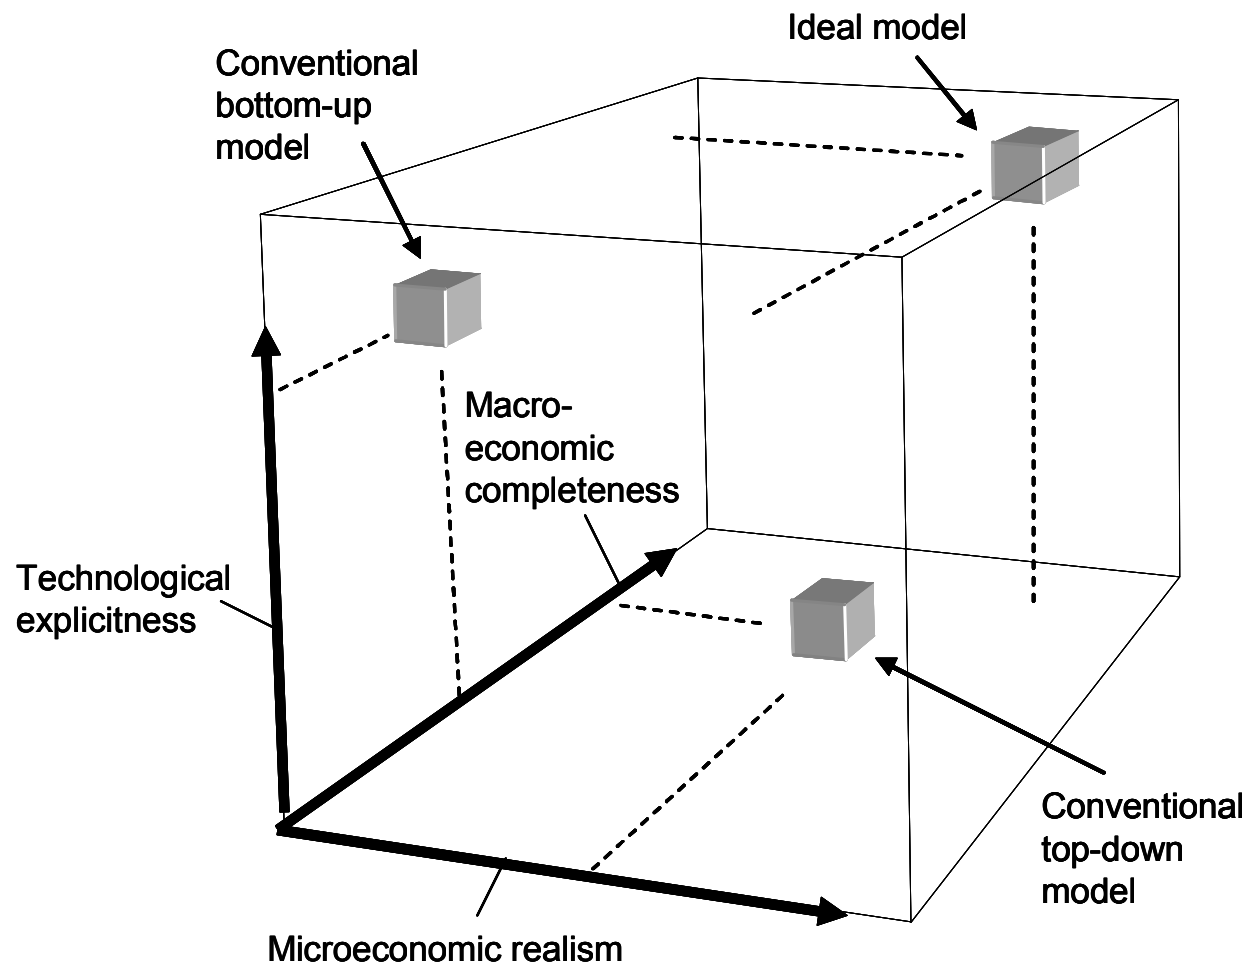 Ideal model
Conventional
bottom-up
model
Macro-
economic
completeness
Technological
explicitness
Conventional
top-down
model
Microeconomic realism